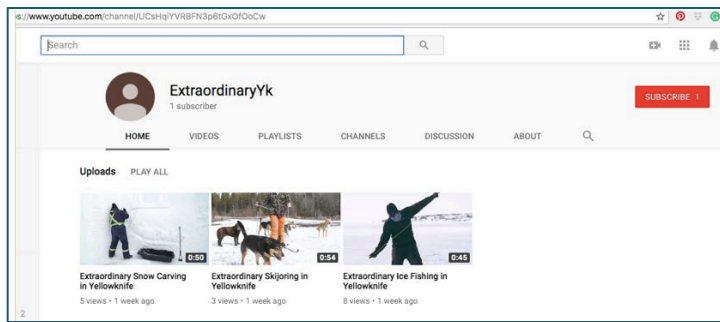 https://www.youtube.com/channel/UCsHqiYVRBFN3p6tGxOfOoCw
Search
ExtraordinaryYk
1 subscriber
SUBSCRIBE 1
HOME VIDEOS PLAYLISTS CHANNELS DISCUSSION ABOUT
Uploads PLAY ALL
0:50 0:54 0:45
Extraordinary Snow Carving Extraordinary Skijoring in Extraordinary Ice Fishing in
in Yellowknife Yellowknife Yellowknife
5 views • 1 week ago 3 views • 1 week ago 8 views • 1 week ago
2